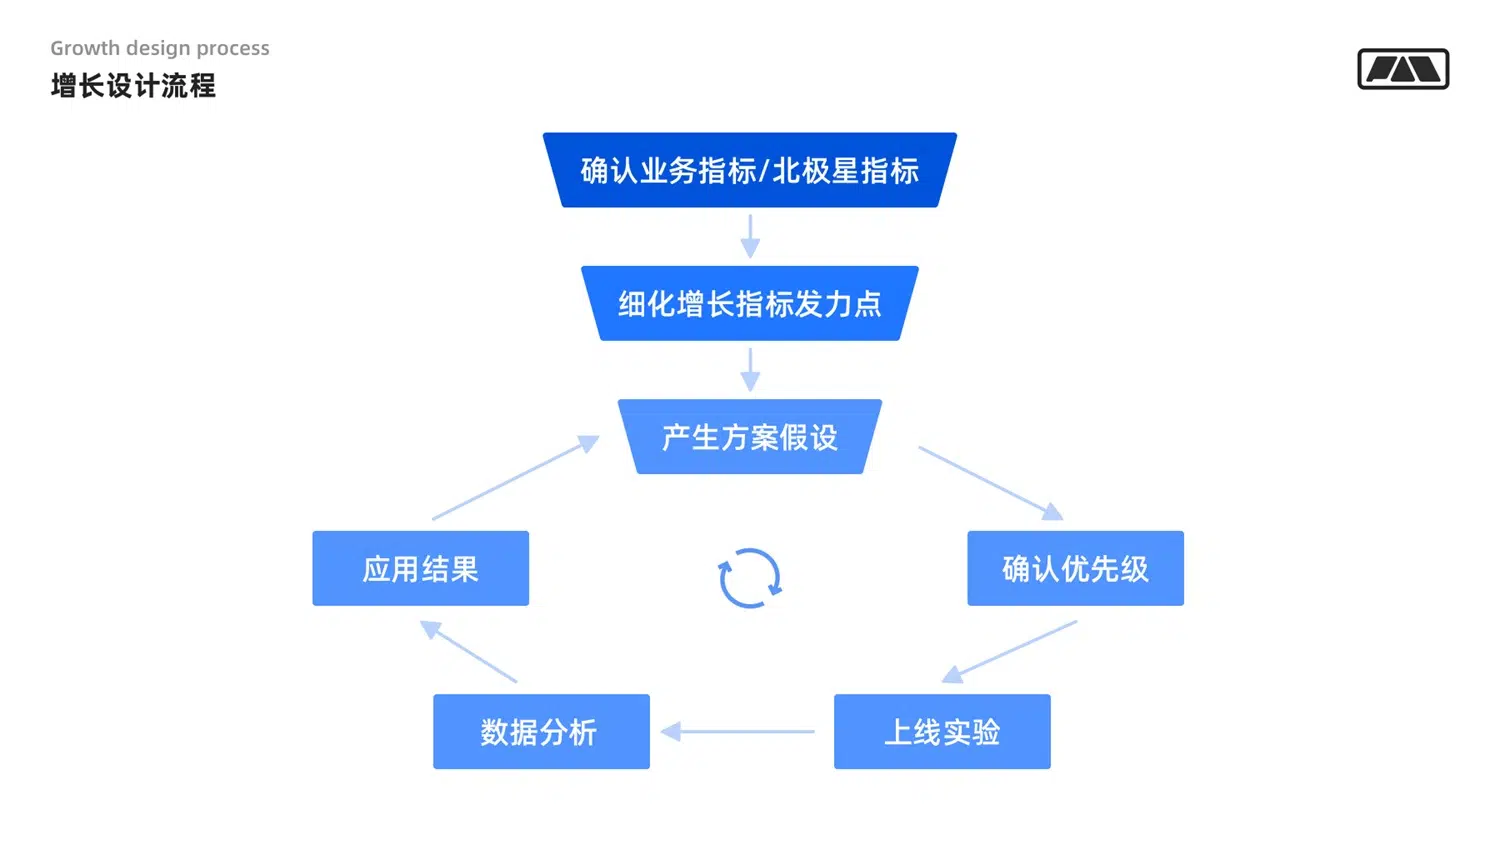 Growth design process
增长设计流程
确认业务指标/北极星指标
细化增长指标发力点
产生方案假设
应用结果
确认优先级
数据分析
上线实验